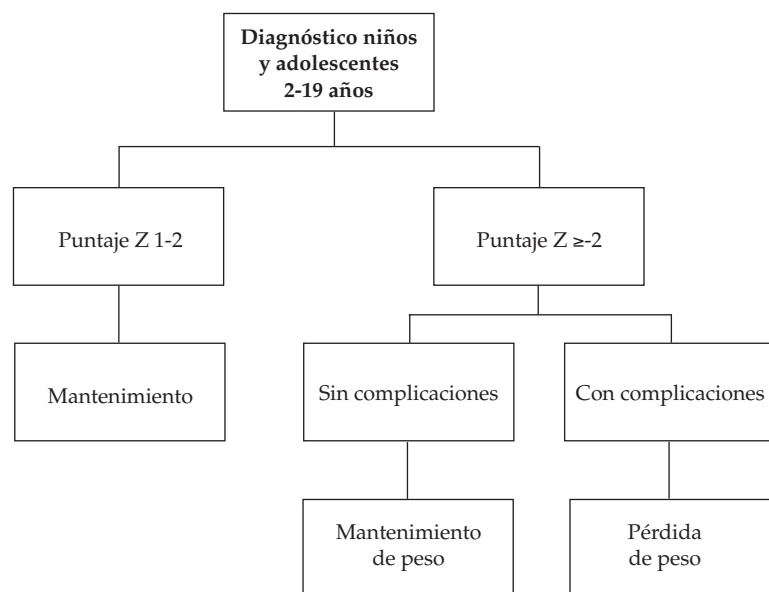 Diagnóstico niños
y adolescentes
2-19 años
Puntaje Z 1-2
Puntaje Z ≥-2
Mantenimiento
Sin complicaciones
Con complicaciones
Mantenimiento
de peso
Pérdida
de peso